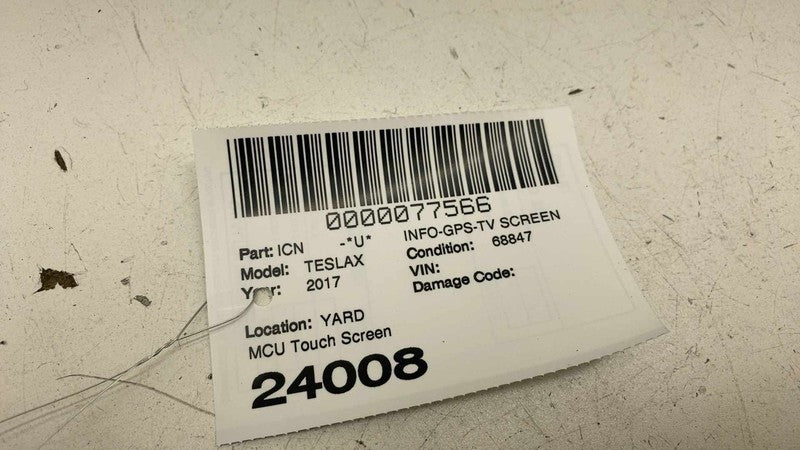 0000077566
Part: ICN -*U* INFO-GPS-TV SCREEN
Model: TESLAX Condition: 68847
Year: 2017 VIN:
Damage Code:
Location: YARD
MCU Touch Screen
24008